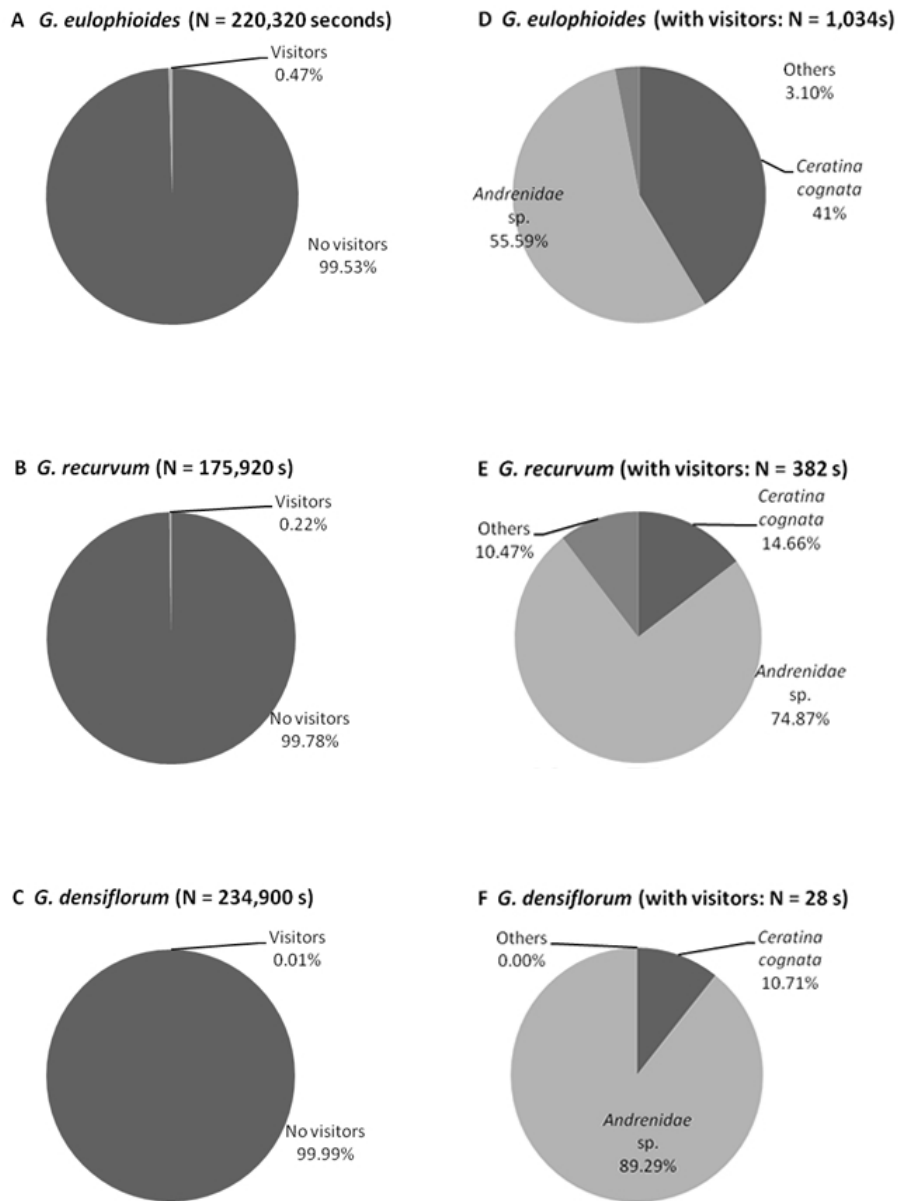 A G. eulophioides (N = 220,320 seconds)
Visitors
0.47%
No visitors
99.53%
D G. eulophioides (with visitors: N = 1,034s)
Others
3.10%
Ceratina
cognata
41%
Andrenidae
sp.
55.59%
B G. recurvum (N = 175,920 s)
Visitors
0.22%
No visitors
99.78%
E G. recurvum (with visitors: N = 382 s)
Ceratina
cognata
14.66%
Others
10.47%
Andrenidae
sp.
74.87%
C G. densiflorum (N = 234,900 s)
Visitors
0.01%
No visitors
99.99%
F G. densiflorum (with visitors: N = 28 s)
Others
0.00%
Ceratina
cognata
10.71%
Andrenidae
sp.
89.29%